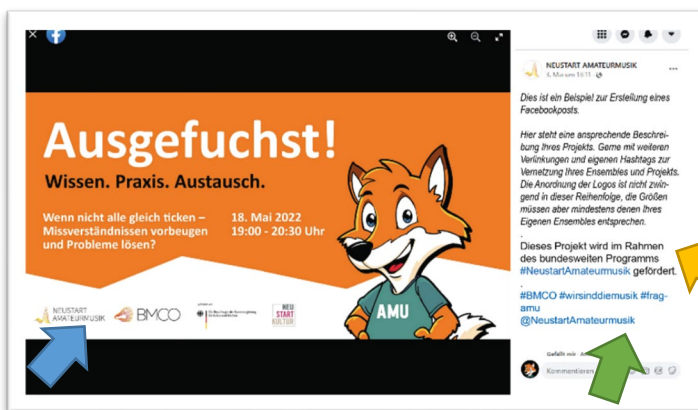 Ausgefuchst!
Wissen. Praxis. Austausch.
Wenn nicht alle gleich ticken –
Missverständnissen vorbeugen
und Probleme lösen?
18. Mai 2022
19:00 - 20:30 Uhr
NEUSTART
AMATEURMUSIK
BMCO
NEU
START
KULTUR
AMU
NEUSTART AMATEURMUSIK
Dies ist ein Beispiel zur Erstellung eines
Facebookposts.
Hier steht eine ansprechende Beschrei-
bung Ihres Projekts. Gerne mit weiteren
Verlinkungen und eigenen Hashtags zur
Vernetzung Ihres Ensembles und Projekts.
Die Anordnung der Logos ist nicht zwin-
gend in dieser Reihenfolge, die Größen
müssen aber mindestens denen Ihres
Eigenen Ensembles entsprechen.
.
Dieses Projekt wird im Rahmen
des bundesweiten Programms
#NeustartAmateurmusik gefördert.
.
#BMCO #wirsinddiemusik #frag-
amu
@NeustartAmateurmusik
Gefällt mir
Kommentieren